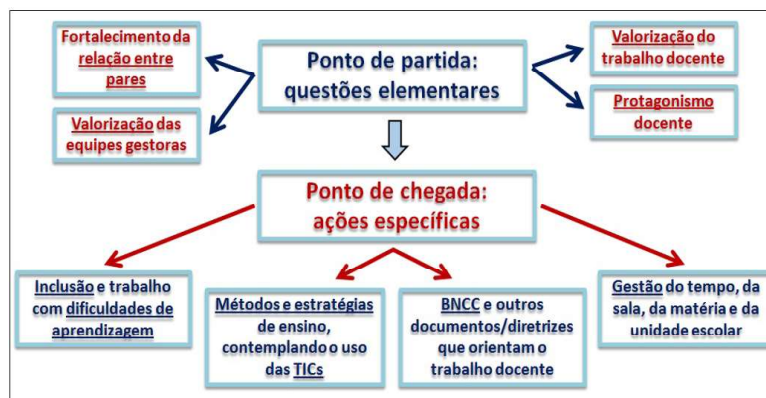 Fortalecimento da
relação entre
pares
Ponto de partida:
questões elementares
Valorização do
trabalho docente
Valorização das
equipes gestoras
Protagonismo
docente
Ponto de chegada:
ações específicas
Inclusão e trabalho
com dificuldades de
aprendizagem
Métodos e estratégias
de ensino,
contemplando o uso
das TICs
BNCC e outros
documentos/diretrizes
que orientam o
trabalho docente
Gestão do tempo, da
sala, da matéria e da
unidade escolar